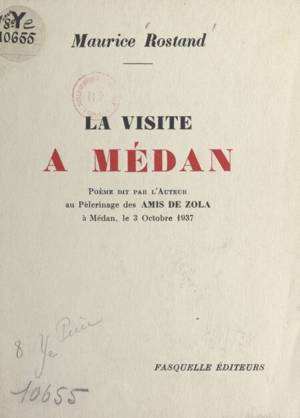 8° Ye
10655
Maurice Rostand
LA VISITE
A MÉDAN
POÈME DIT PAR L'AUTEUR
au Pèlerinage des AMIS DE ZOLA
à Médan, le 3 Octobre 1937
8 Ye Pièce
10655
FASQUELLE ÉDITEURS